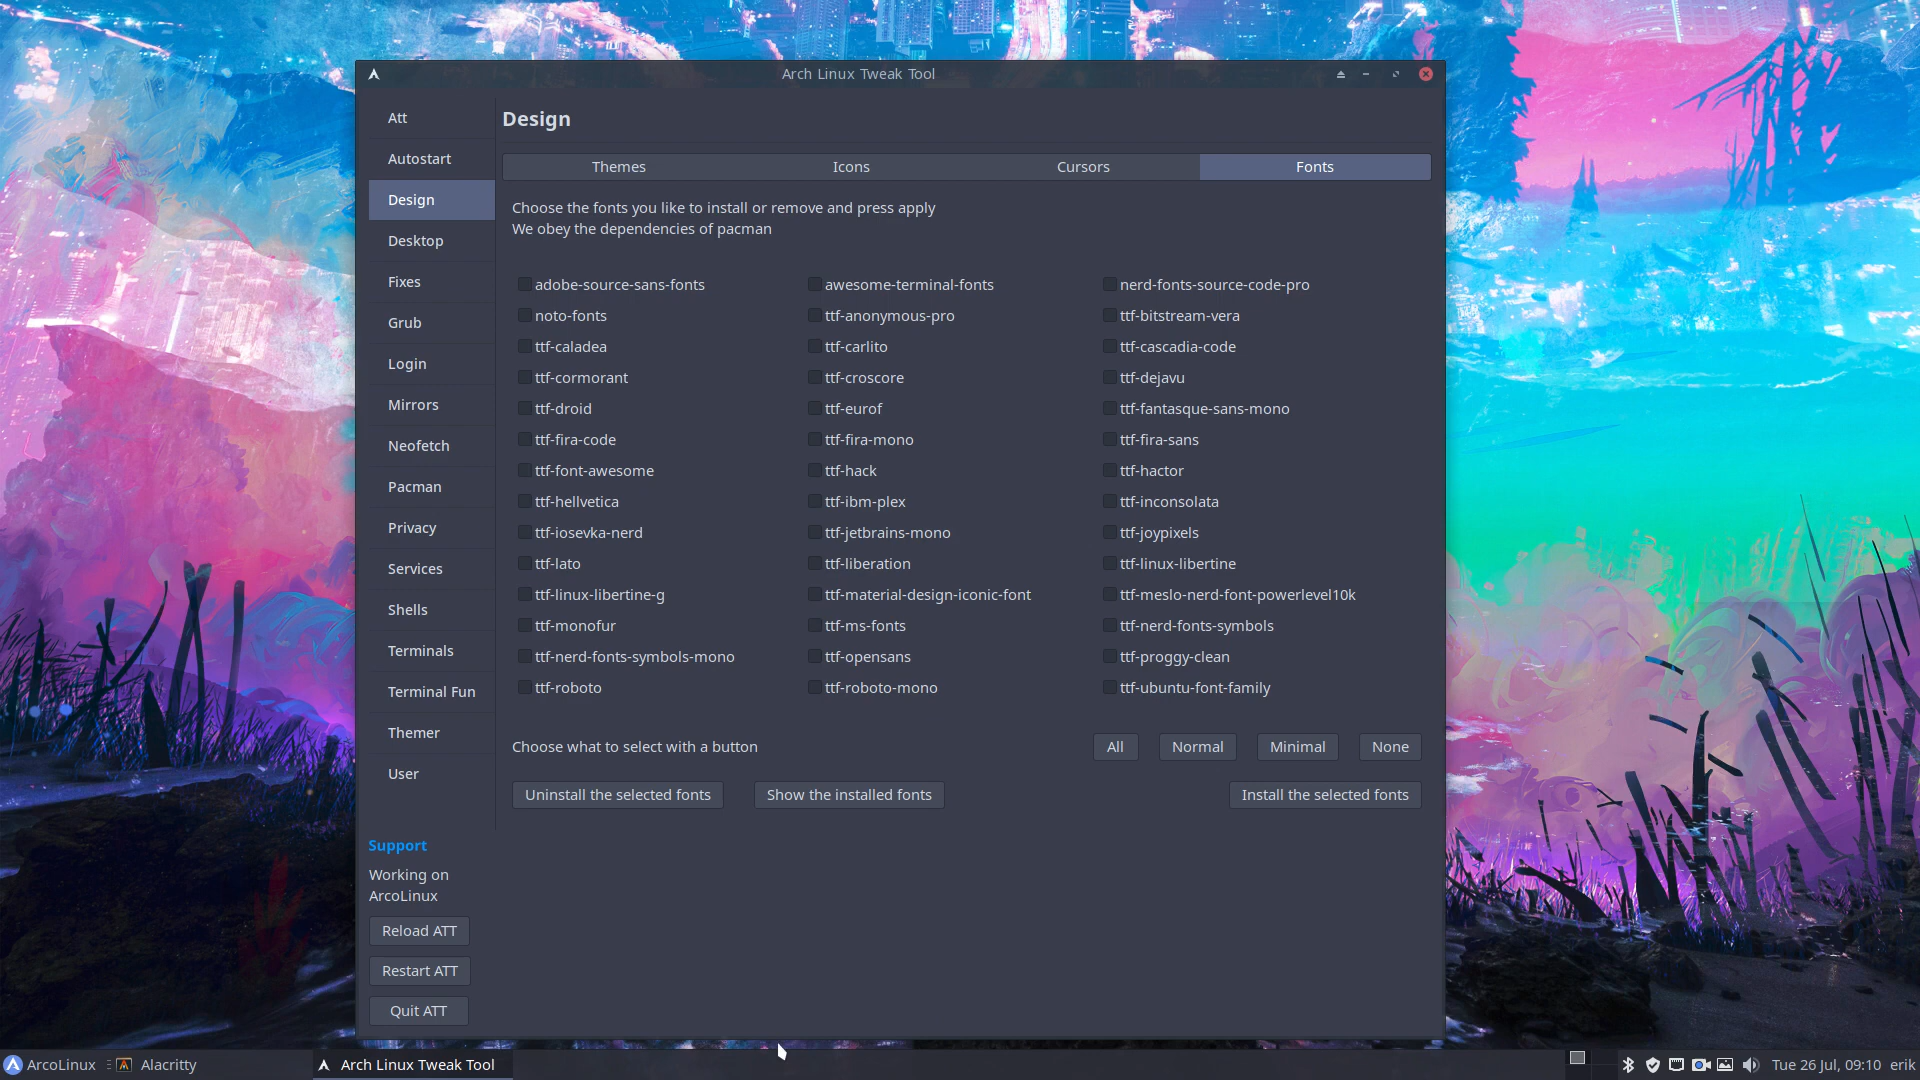 Arch Linux Tweak Tool
Att
Autostart
Design
Desktop
Fixes
Grub
Login
Mirrors
Neofetch
Pacman
Privacy
Services
Shells
Terminals
Terminal Fun
Themer
User
Support
Working on
ArcoLinux
Reload ATT
Restart ATT
Quit ATT
Design
Themes Icons Cursors Fonts
Choose the fonts you like to install or remove and press apply
We obey the dependencies of pacman
adobe-source-sans-fonts awesome-terminal-fonts nerd-fonts-source-code-pro
noto-fonts ttf-anonymous-pro ttf-bitstream-vera
ttf-caladea ttf-carlito ttf-cascadia-code
ttf-cormorant ttf-croscore ttf-dejavu
ttf-droid ttf-eurof ttf-fantasque-sans-mono
ttf-fira-code ttf-fira-mono ttf-fira-sans
ttf-font-awesome ttf-hack ttf-hactor
ttf-hellvetica ttf-ibm-plex ttf-inconsolata
ttf-iosevka-nerd ttf-jetbrains-mono ttf-joypixels
ttf-lato ttf-liberation ttf-linux-libertine
ttf-linux-libertine-g ttf-material-design-iconic-font ttf-meslo-nerd-font-powerlevel10k
ttf-monofur ttf-ms-fonts ttf-nerd-fonts-symbols
ttf-nerd-fonts-symbols-mono ttf-opensans ttf-proggy-clean
ttf-roboto ttf-roboto-mono ttf-ubuntu-font-family
Choose what to select with a button All Normal Minimal None
Uninstall the selected fonts Show the installed fonts Install the selected fonts
ArcoLinux Alacritty Arch Linux Tweak Tool Tue 26 Jul, 09:10 erik